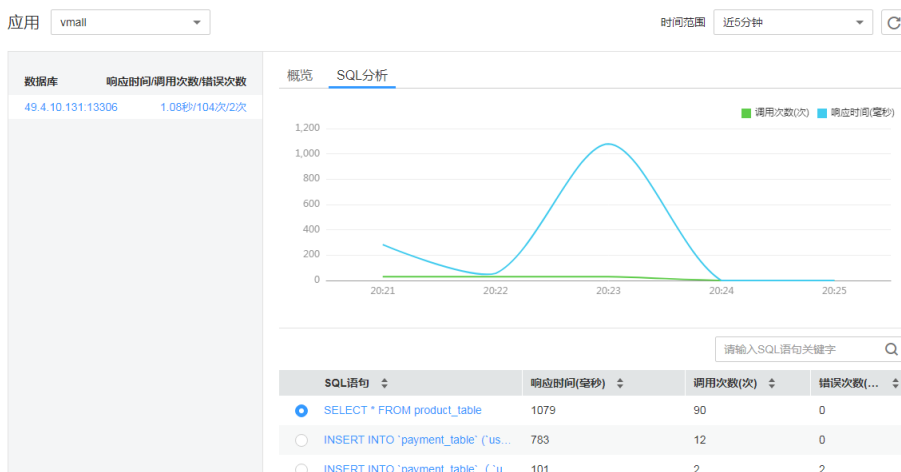 应用 vmall 时间范围 近5分钟
数据库 响应时间/调用次数/错误次数
49.4.10.131:13306 1.08秒/104次/2次
概览 SQL分析
调用次数(次) 响应时间(毫秒)
1,200
1,000
800
600
400
200
0
20:21 20:22 20:23 20:24 20:25
请输入SQL语句关键字
SQL语句 响应时间(毫秒) 调用次数(次) 错误次数(...
SELECT * FROM product_table 1079 90 0
INSERT INTO `payment_table` (`us... 783 12 0
INSERT INTO `payment_table` ( `u... 101 2 2